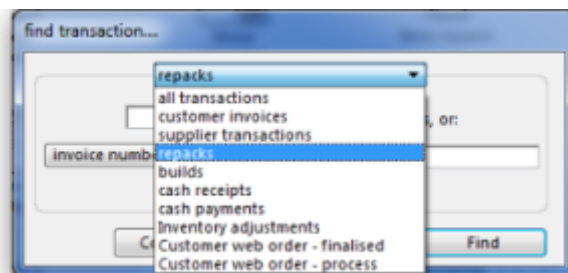 find transaction...
repacks
all transactions
customer invoices
supplier transactions
s, or:
repacks
invoice numb
builds
cash receipts
cash payments
Inventory adjustments
Customer web order - finalised
Find
Customer web order - process